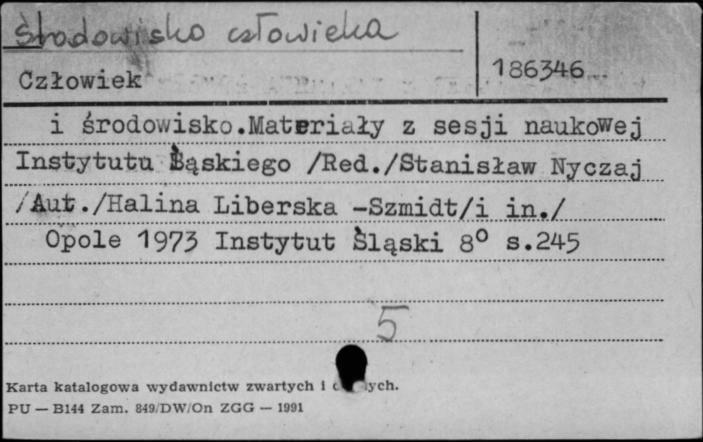 Środowisko człowieka
Człowiek
186346
i środowisko.Materiały z sesji naukowej
Instytutu Śąskiego /Red./Stanisław Nyczaj
/Aut./Halina Liberska -Szmidt/i in./
Opole 1973 Instytut Śląski 8° s.245
5
Karta katalogowa wydawnictw zwartych i
PU — B144 Zam. 849/DW/On ZGG — 1991